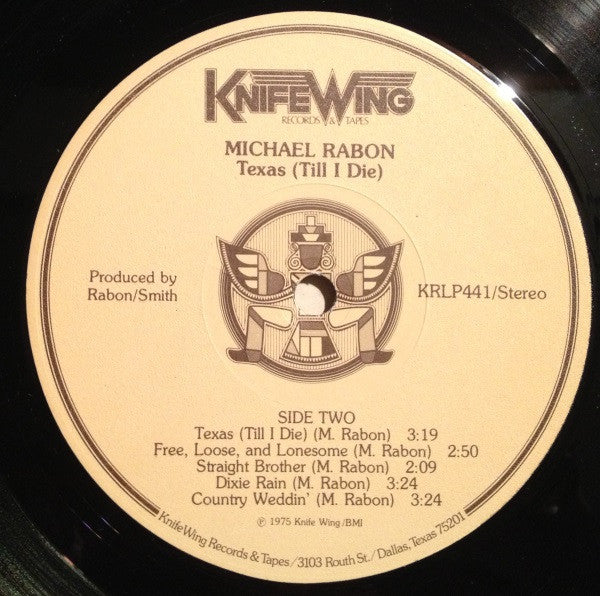 KNIFEWING
RECORDS & TAPES
MICHAEL RABON
Texas (Till I Die)
Produced by
Rabon/Smith
KRLP441/Stereo
SIDE TWO
Texas (Till I Die) (M. Rabon) 3:19
Free, Loose, and Lonesome (M. Rabon) 2:50
Straight Brother (M. Rabon) 2:09
Dixie Rain (M. Rabon) 3:24
Country Weddin' (M. Rabon) 3:24
℗ 1975 Knife Wing/BMI
KnifeWing Records & Tapes/3103 Routh St./Dallas, Texas 75201